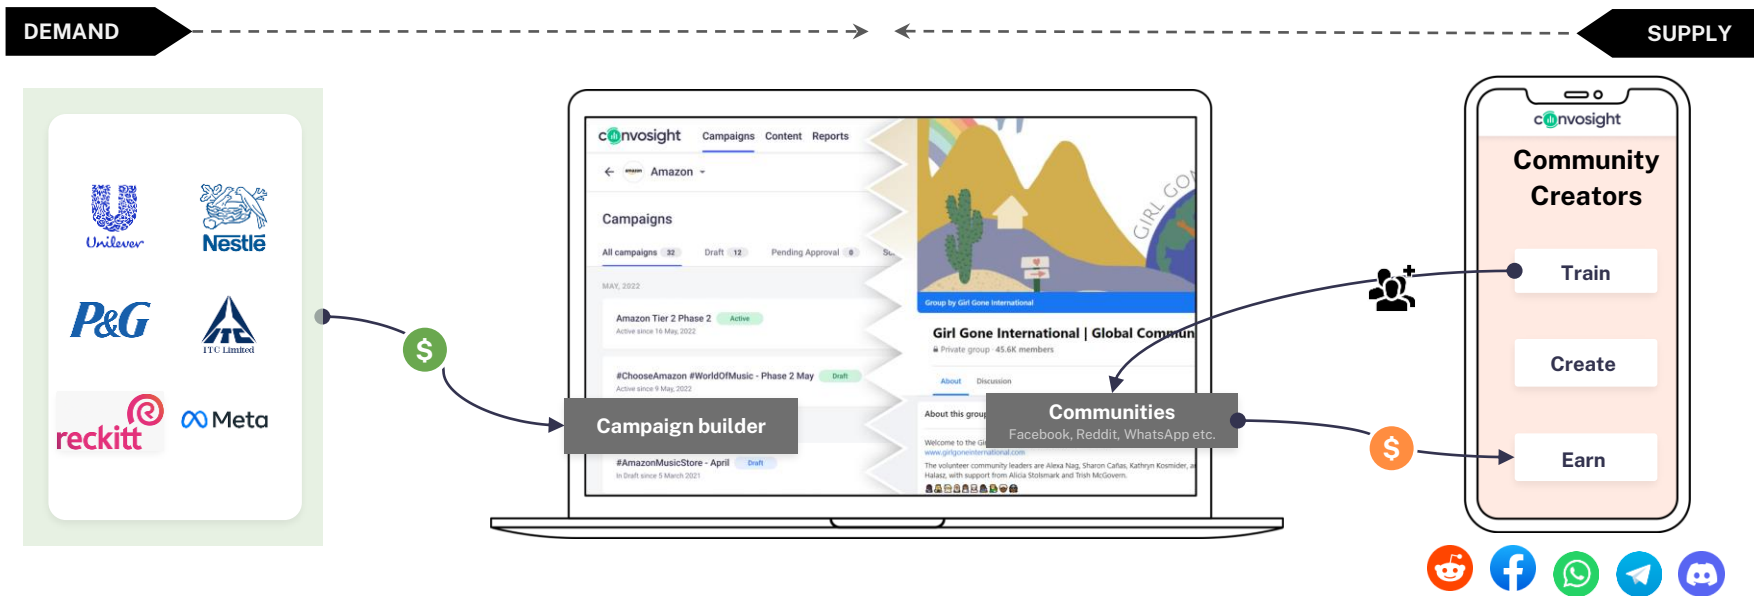 DEMAND
SUPPLY
Unilever
Nestlé
P&G
ITC Limited
reckitt
Meta
convosight
Campaigns Content Reports
amazon Amazon
Campaigns
All campaigns 32 Draft 12 Pending Approval 0
MAY, 2022
Amazon Tier 2 Phase 2 Active
Active since 16 May, 2022
#ChooseAmazon #WorldOfMusic - Phase 2 May Draft
Active since 9 May, 2022
Campaign builder
#AmazonMusicStore - April Draft
In Draft since 5 March 2021
GIRL GO
Group by Girl Gone International
Girl Gone International | Global Commun
Private group · 45.6K members
About Discussion
Communities
Facebook, Reddit, WhatsApp etc.
About this group
Welcome to the Gi
www.girlgoneinternational.com
The volunteer community leaders are Alexa Nag, Sharon Cañas, Kathryn Kosmider, a
Halasz, with support from Alicia Stolsmark and Trish McGovern.
$
$
convosight
Community
Creators
Train
Create
Earn